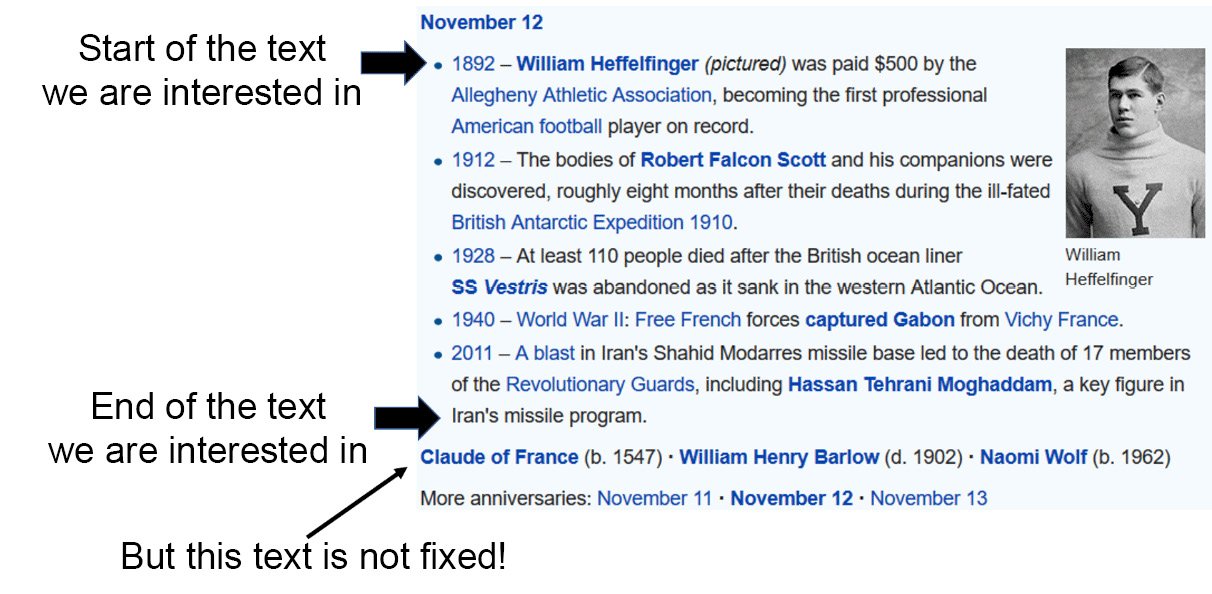 Start of the text
we are interested in
November 12
• 1892 – William Heffelfinger (pictured) was paid $500 by the
Allegheny Athletic Association, becoming the first professional
American football player on record.
• 1912 – The bodies of Robert Falcon Scott and his companions were
discovered, roughly eight months after their deaths during the ill-fated
British Antarctic Expedition 1910.
• 1928 – At least 110 people died after the British ocean liner
SS Vestris was abandoned as it sank in the western Atlantic Ocean.
Y
William
Heffelfinger
• 1940 – World War II: Free French forces captured Gabon from Vichy France.
• 2011 – A blast in Iran's Shahid Modarres missile base led to the death of 17 members
of the Revolutionary Guards, including Hassan Tehrani Moghaddam, a key figure in
Iran's missile program.
End of the text
we are interested in
Claude of France (b. 1547) · William Henry Barlow (d. 1902) · Naomi Wolf (b. 1962)
More anniversaries: November 11 · November 12 · November 13
But this text is not fixed!